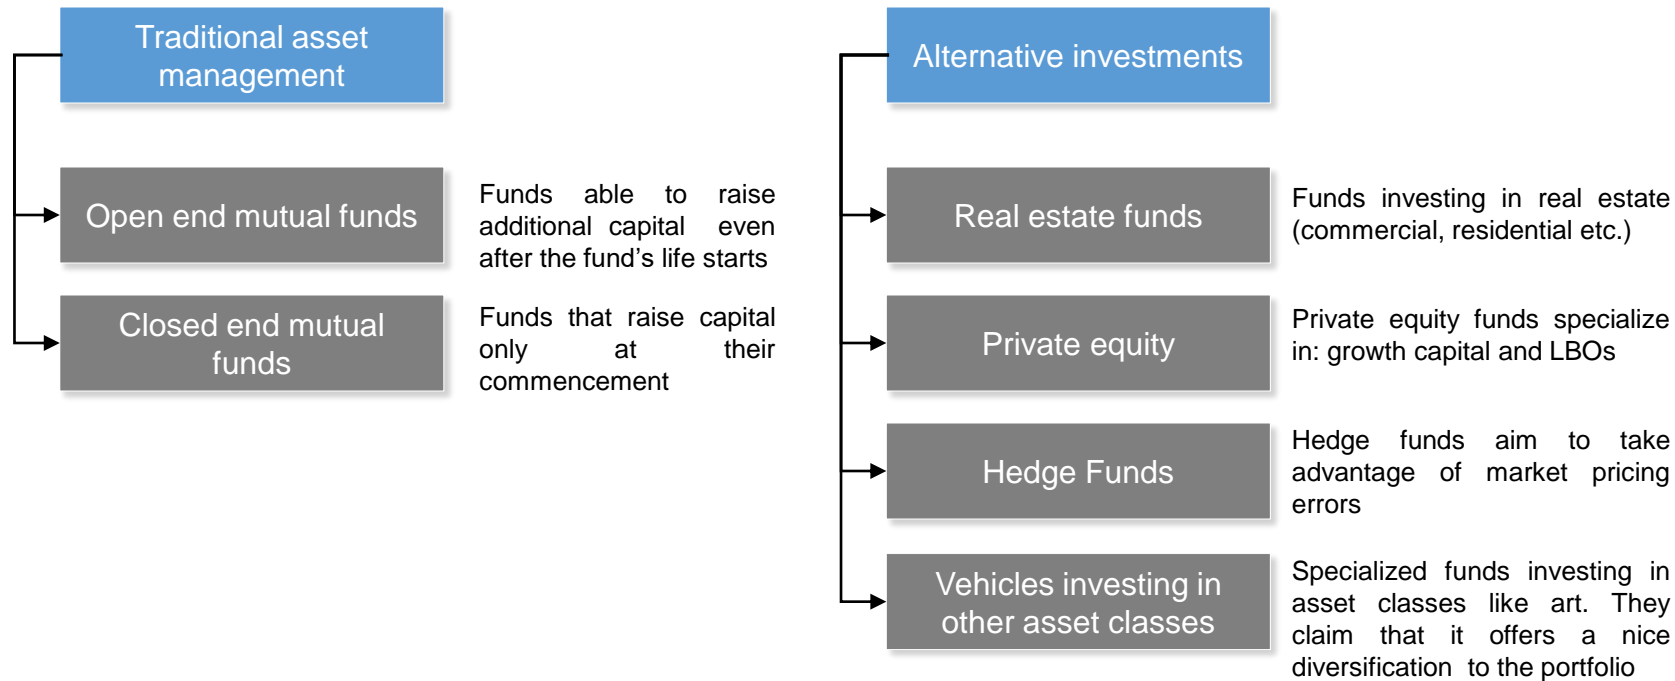 Traditional asset
management
Open end mutual funds
Funds able to raise
additional capital even
after the fund's life starts
Closed end mutual
funds
Funds that raise capital
only at their
commencement
Alternative investments
Real estate funds
Funds investing in real estate
(commercial, residential etc.)
Private equity
Private equity funds specialize
in: growth capital and LBOs
Hedge Funds
Hedge funds aim to take
advantage of market pricing
errors
Vehicles investing in
other asset classes
Specialized funds investing in
asset classes like art. They
claim that it offers a nice
diversification to the portfolio